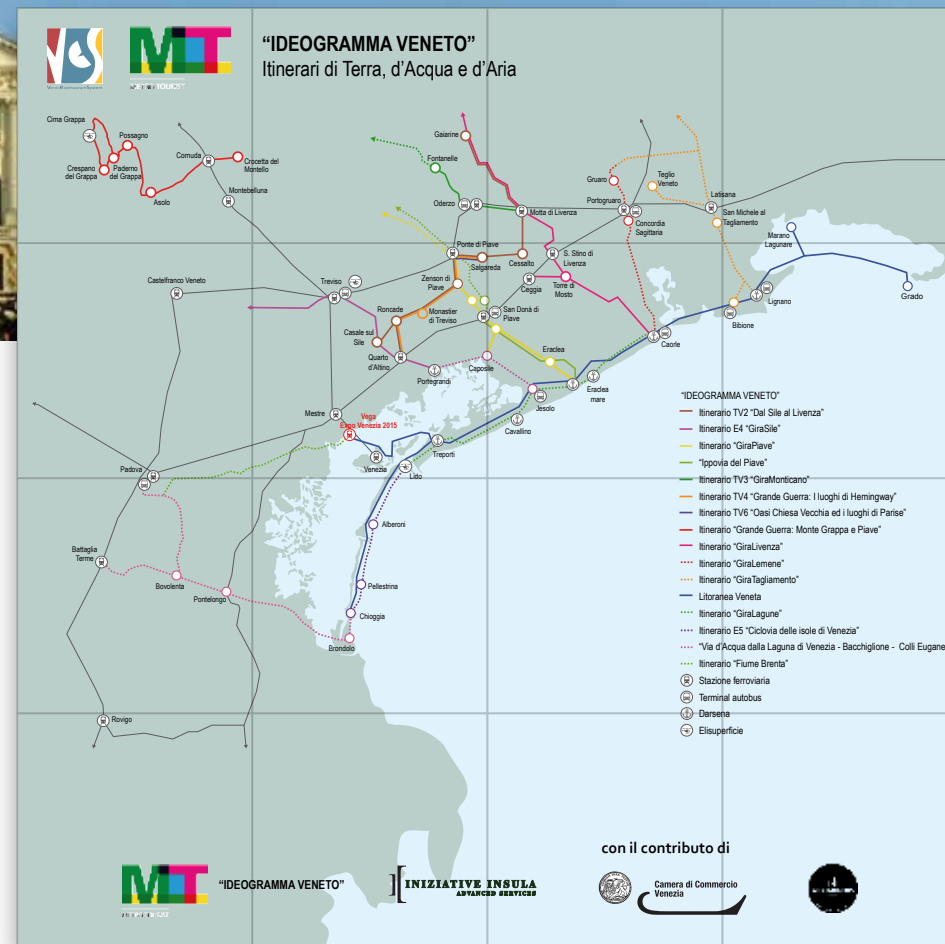 VeMS
Venice Movement System
MT
"IDEOGRAMMA VENETO"
Itinerari di Terra, d'Acqua e d'Aria
Cima Grappa
Possagno
Crespano
del Grappa
Paderno
del Grappa
Asolo
Cornuda
Crocetta del
Montello
Montebelluna
Gaiarine
Fontanelle
Oderzo
Motta di Livenza
Gruaro
Teglio
Veneto
Portogruaro
Concordia
Sagittaria
Latisana
San Michele al
Tagliamento
Marano
Lagunare
Grado
Lignano
Bibione
Castelfranco Veneto
Treviso
Ponte di Piave
Salgareda
Cessalto
S. Stino di
Livenza
Zenson di
Piave
Ceggia
Torre di
Mosto
Roncade
Monastier
di Treviso
San Donà di
Piave
Casale sul
Sile
Quarto
d'Altino
Portegrandi
Caposile
Eraclea
Caorle
Eraclea
mare
Jesolo
Cavallino
Mestre
Vega
Expo Venezia 2015
Venezia
Treporti
Lido
Padova
Alberoni
Battaglia
Terme
Bovolenta
Pontelongo
Pellestrina
Chioggia
Brondolo
Rovigo
"IDEOGRAMMA VENETO"
Itinerario TV2 "Dal Sile al Livenza"
Itinerario E4 "GiraSile"
Itinerario "GiraPiave"
"Ippovia del Piave"
Itinerario TV3 "GiraMonticano"
Itinerario TV4 "Grande Guerra: I luoghi di Hemingway"
Itinerario TV6 "Oasi Chiesa Vecchia ed i luoghi di Parise"
Itinerario "Grande Guerra: Monte Grappa e Piave"
Itinerario "GiraLivenza"
Itinerario "GiraLemene"
Itinerario "GiraTagliamento"
Litoranea Veneta
Itinerario "GiraLagune"
Itinerario E5 "Ciclovia delle isole di Venezia"
"Via d'Acqua dalla Laguna di Venezia - Bacchiglione - Colli Eugane
Itinerario "Fiume Brenta"
Stazione ferroviaria
Terminal autobus
Darsena
Elisuperficie
con il contributo di
MT
"IDEOGRAMMA VENETO"
INIZIATIVE INSULA
ADVANCED SERVICES
Camera di Commercio
Venezia